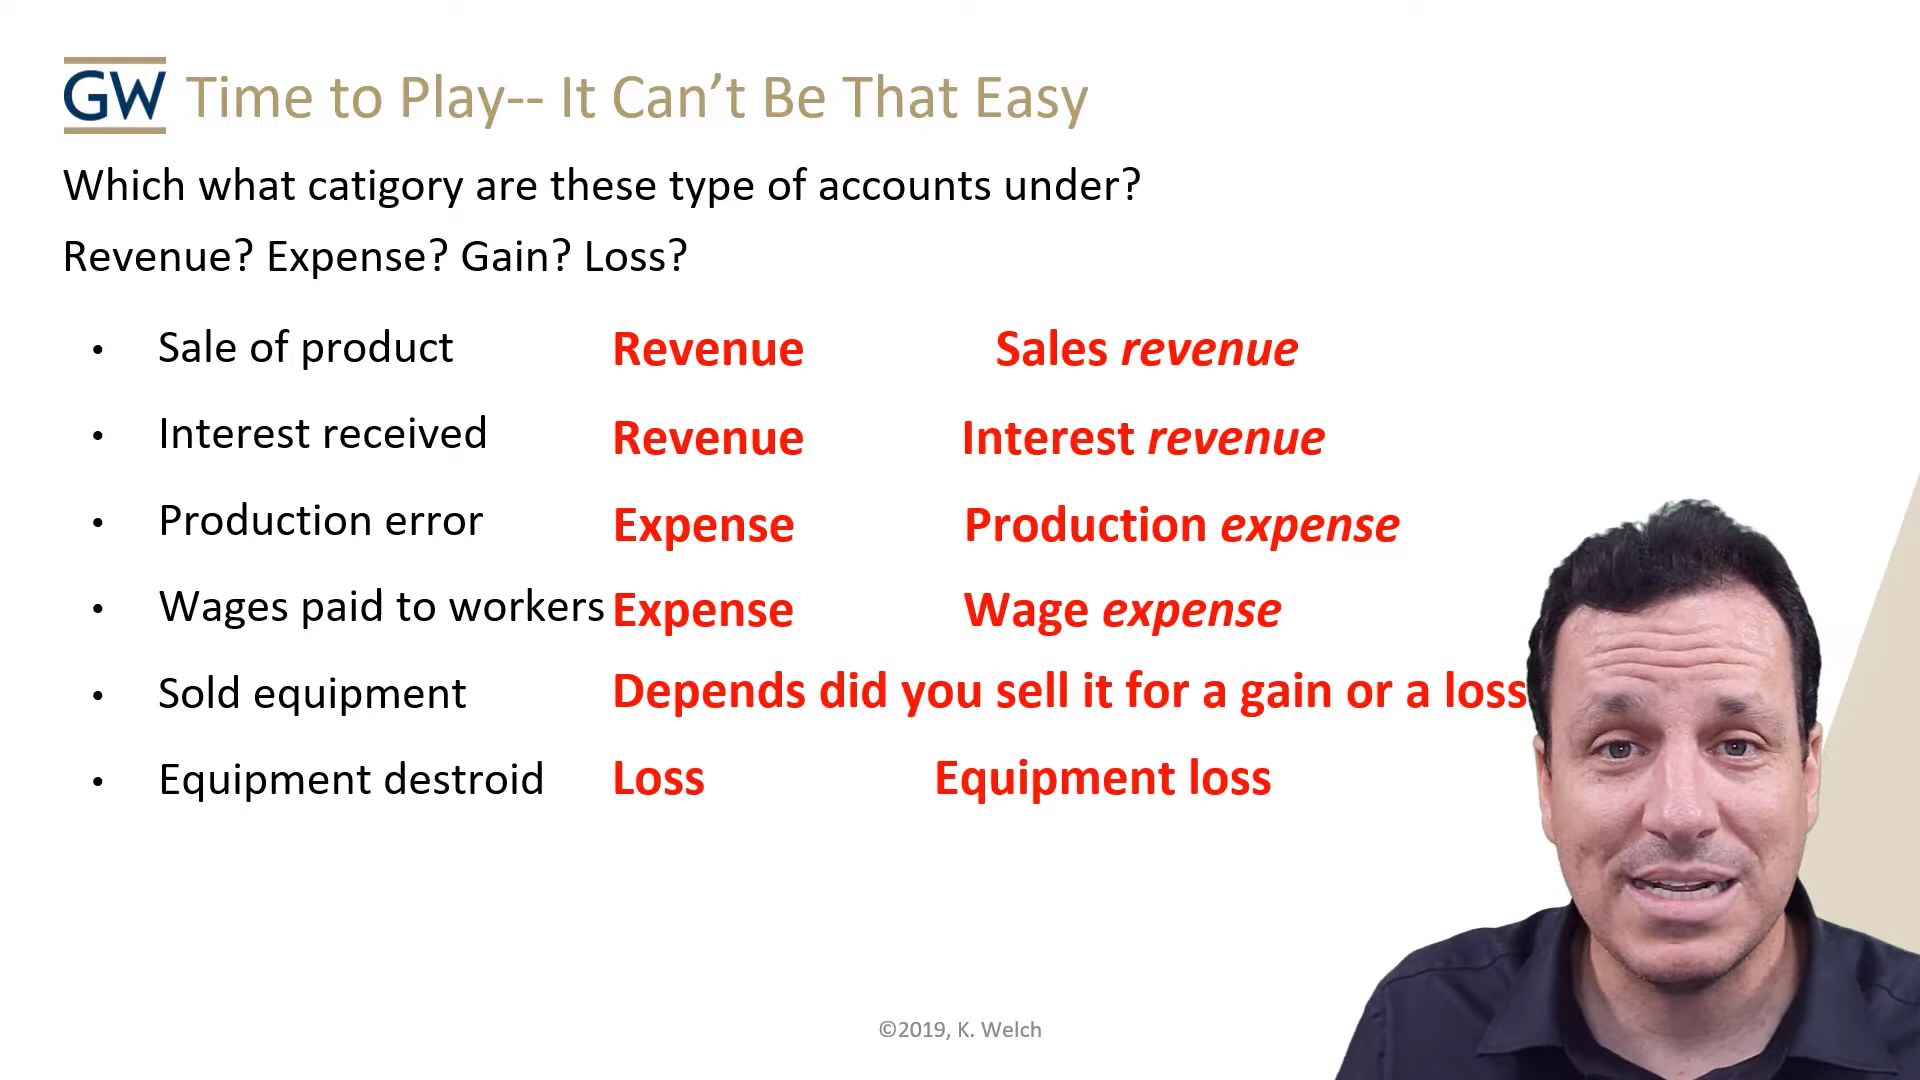 GW Time to Play-- It Can’t Be That Easy
Which what catigory are these type of accounts under?
Revenue? Expense? Gain? Loss?
• Sale of product Revenue Sales revenue
• Interest received Revenue Interest revenue
• Production error Expense Production expense
• Wages paid to workers Expense Wage expense
• Sold equipment Depends did you sell it for a gain or a loss
• Equipment destroid Loss Equipment loss
©2019, K. Welch